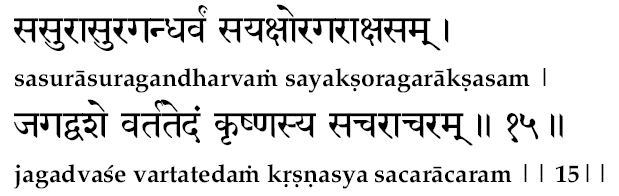 ससुरासुरगन्धर्वं सयक्षोरगराक्षसम् ।
sasurāsuragandharvaṁ sayakṣoragarākṣasam |
जगद्वशे वर्ततेदं कृष्णस्य सचराचरम् ॥ १५ ॥
jagadvaśe vartatedaṁ kṛṣṇasya sacarācaram || 15||